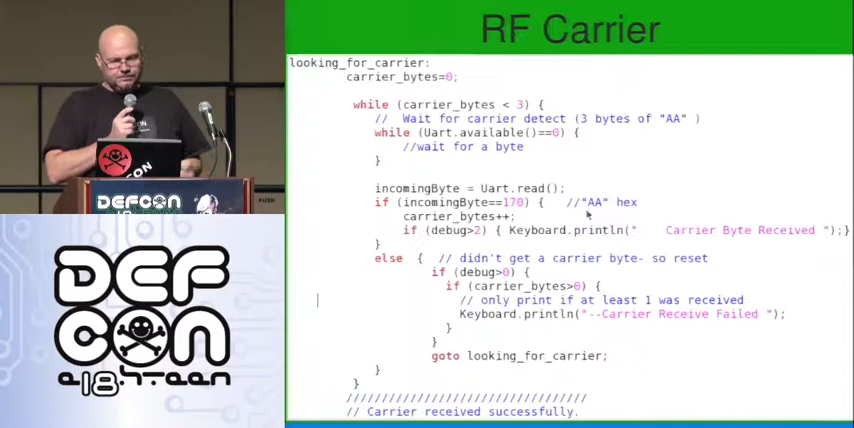 RF Carrier
looking_for_carrier:
carrier_bytes=0;
while (carrier_bytes < 3) {
// Wait for carrier detect (3 bytes of "AA" )
while (Uart.available()==0) {
//wait for a byte
}
incomingByte = Uart.read();
if (incomingByte==170) { //"AA" hex
carrier_bytes++;
if (debug>2) { Keyboard.println(" Carrier Byte Received ");}
}
else { // didn't get a carrier byte- so reset
if (debug>0) {
if (carrier_bytes>0) {
// only print if at least 1 was received
Keyboard.println("--Carrier Receive Failed ");
}
}
goto looking_for_carrier;
}
}
//////////////////////////////////
// Carrier received successfully.
DEFCON
PUSH
DEF
CON
e18.hteen